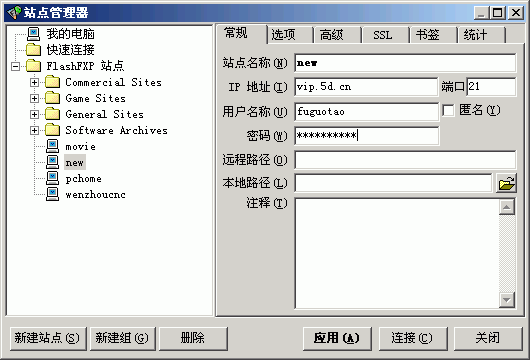 站点管理器
我的电脑
快速连接
FlashFXP 站点
Commercial Sites
Game Sites
General Sites
Software Archives
movie
new
pchome
wenzhoucnc
常规 选项 高级 SSL 书签 统计
站点名称(N) new
IP 地址(I) vip.5d.cn 端口 21
用户名称(U) fuguotao 匿名(Y)
密码(W) **********
远程路径(O)
本地路径(L)
注释(T)
新建站点(S) 新建组(G) 删除 应用(A) 连接(C) 关闭